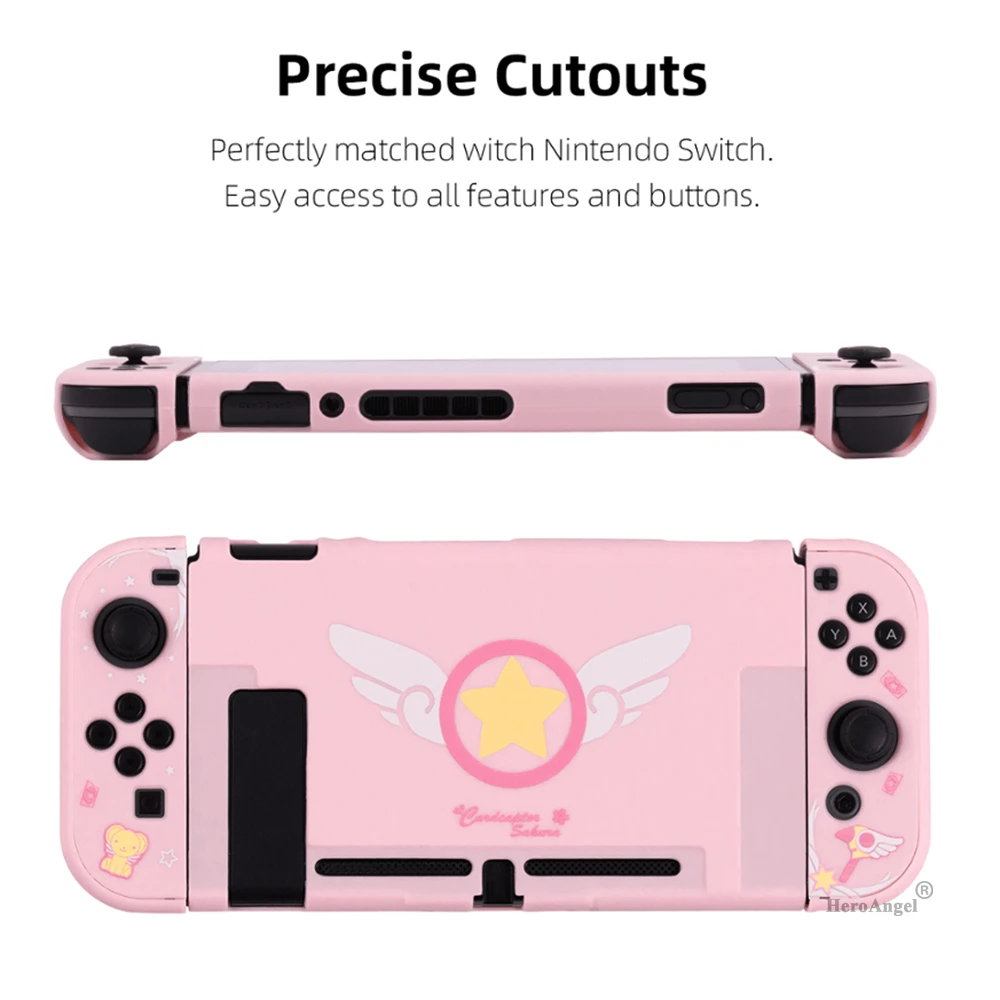 Precise Cutouts
Perfectly matched witch Nintendo Switch.
Easy access to all features and buttons.
X
Y
A
B
Cardcaptor
Sakura
HeroAngel®